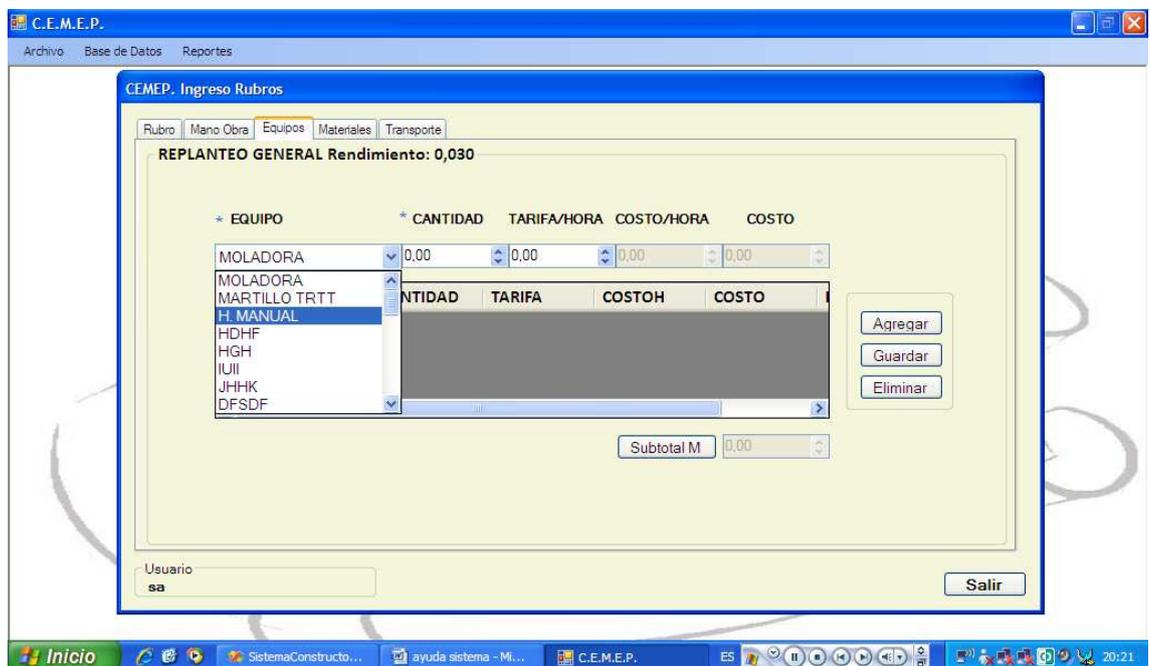 C.E.M.E.P.
Archivo Base de Datos Reportes
CEMEP. Ingreso Rubros
Rubro Mano Obra Equipos Materiales Transporte
REPLANTEO GENERAL Rendimiento: 0,030
* EQUIPO * CANTIDAD TARIFA/HORA COSTO/HORA COSTO
MOLADORA 0,00 0,00 0,00 0,00
MOLADORA
MARTILLO TRTT
H. MANUAL
HDHF
HGH
IUII
JHHK
DFSDF
NTIDAD TARIFA COSTOH COSTO
Agregar
Guardar
Eliminar
Subtotal M 0,00
Usuario
sa
Salir
Inicio SistemaConstructo... ayuda sistema - Mi... C.E.M.E.P. ES 20:21